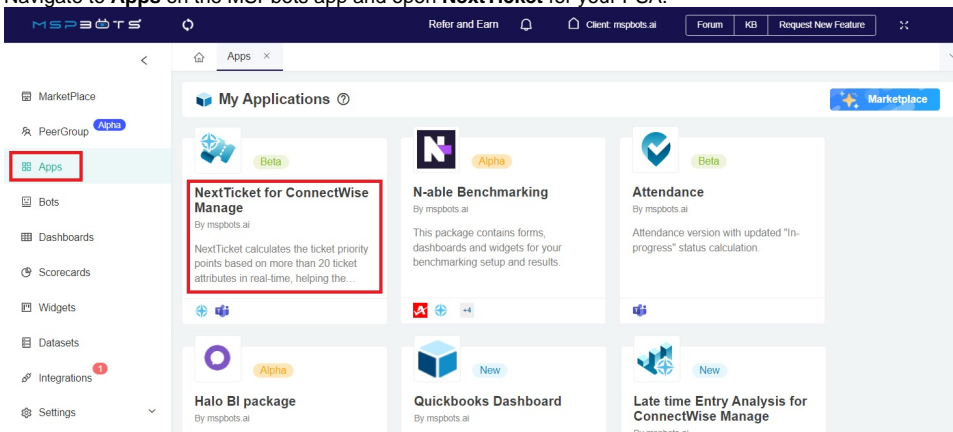 Navigate to Apps on the MSPbots app and open NextTicket for your PSA.
MSPBOTS
Refer and Earn
Client: mspbots.ai
Forum
KB
Request New Feature
Apps ×
MarketPlace
PeerGroup Alpha
Apps
Bots
Dashboards
Scorecards
Widgets
Datasets
Integrations 1
Settings
My Applications
Marketplace
Beta
NextTicket for ConnectWise
Manage
By mspbots.ai
NextTicket calculates the ticket priority
points based on more than 20 ticket
attributes in real-time, helping the...
Alpha
N-able Benchmarking
By mspbots.ai
This package contains forms,
dashboards and widgets for your
benchmarking setup and results.
+4
Beta
Attendance
By mspbots.ai
Attendance version with updated "In-
progress" status calculation.
Alpha
Halo BI package
By mspbots.ai
New
Quickbooks Dashboard
By mspbots.ai
New
Late time Entry Analysis for
ConnectWise Manage
By mspbots.ai